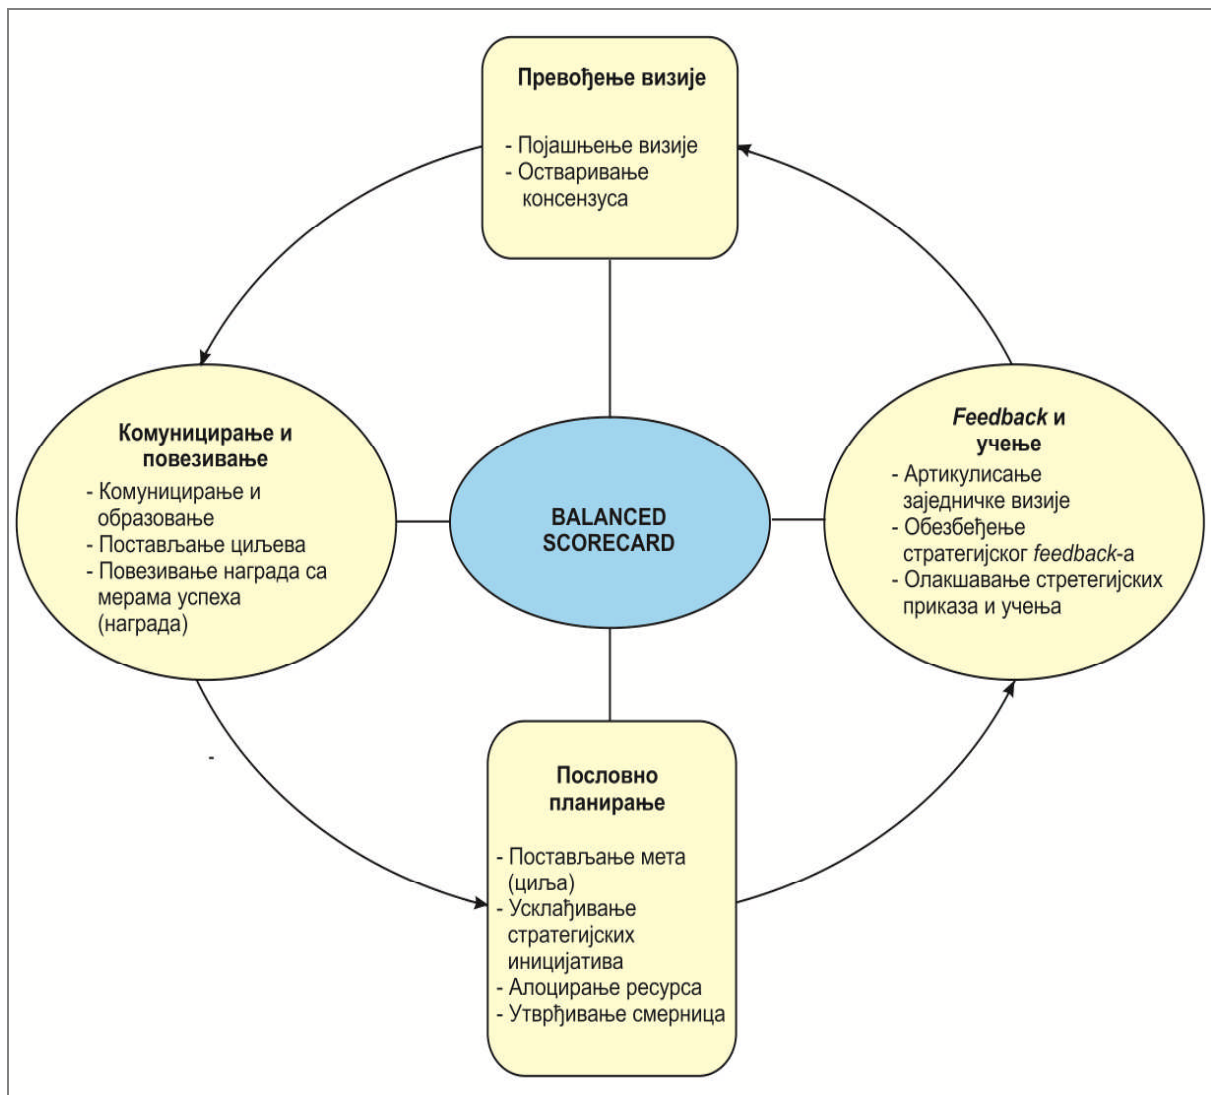 Превођење визије
- Појашњење визије
- Остваривање
консензуса
Комуницирање и
повезивање
- Комуницирање и
образовање
- Постављање циљева
- Повезивање награда са
мерама успеха
(награда)
BALANCED
SCORECARD
Feedback и
учење
- Артикулисање
заједничке визије
- Обезбеђење
стратегијског feedback-а
- Олакшавање стретегијских
приказа и учења
-
Пословно
планирање
- Постављање мета
(циља)
- Усклађивање
стратегијских
иницијатива
- Алоцирање ресурса
- Утврђивање смерница